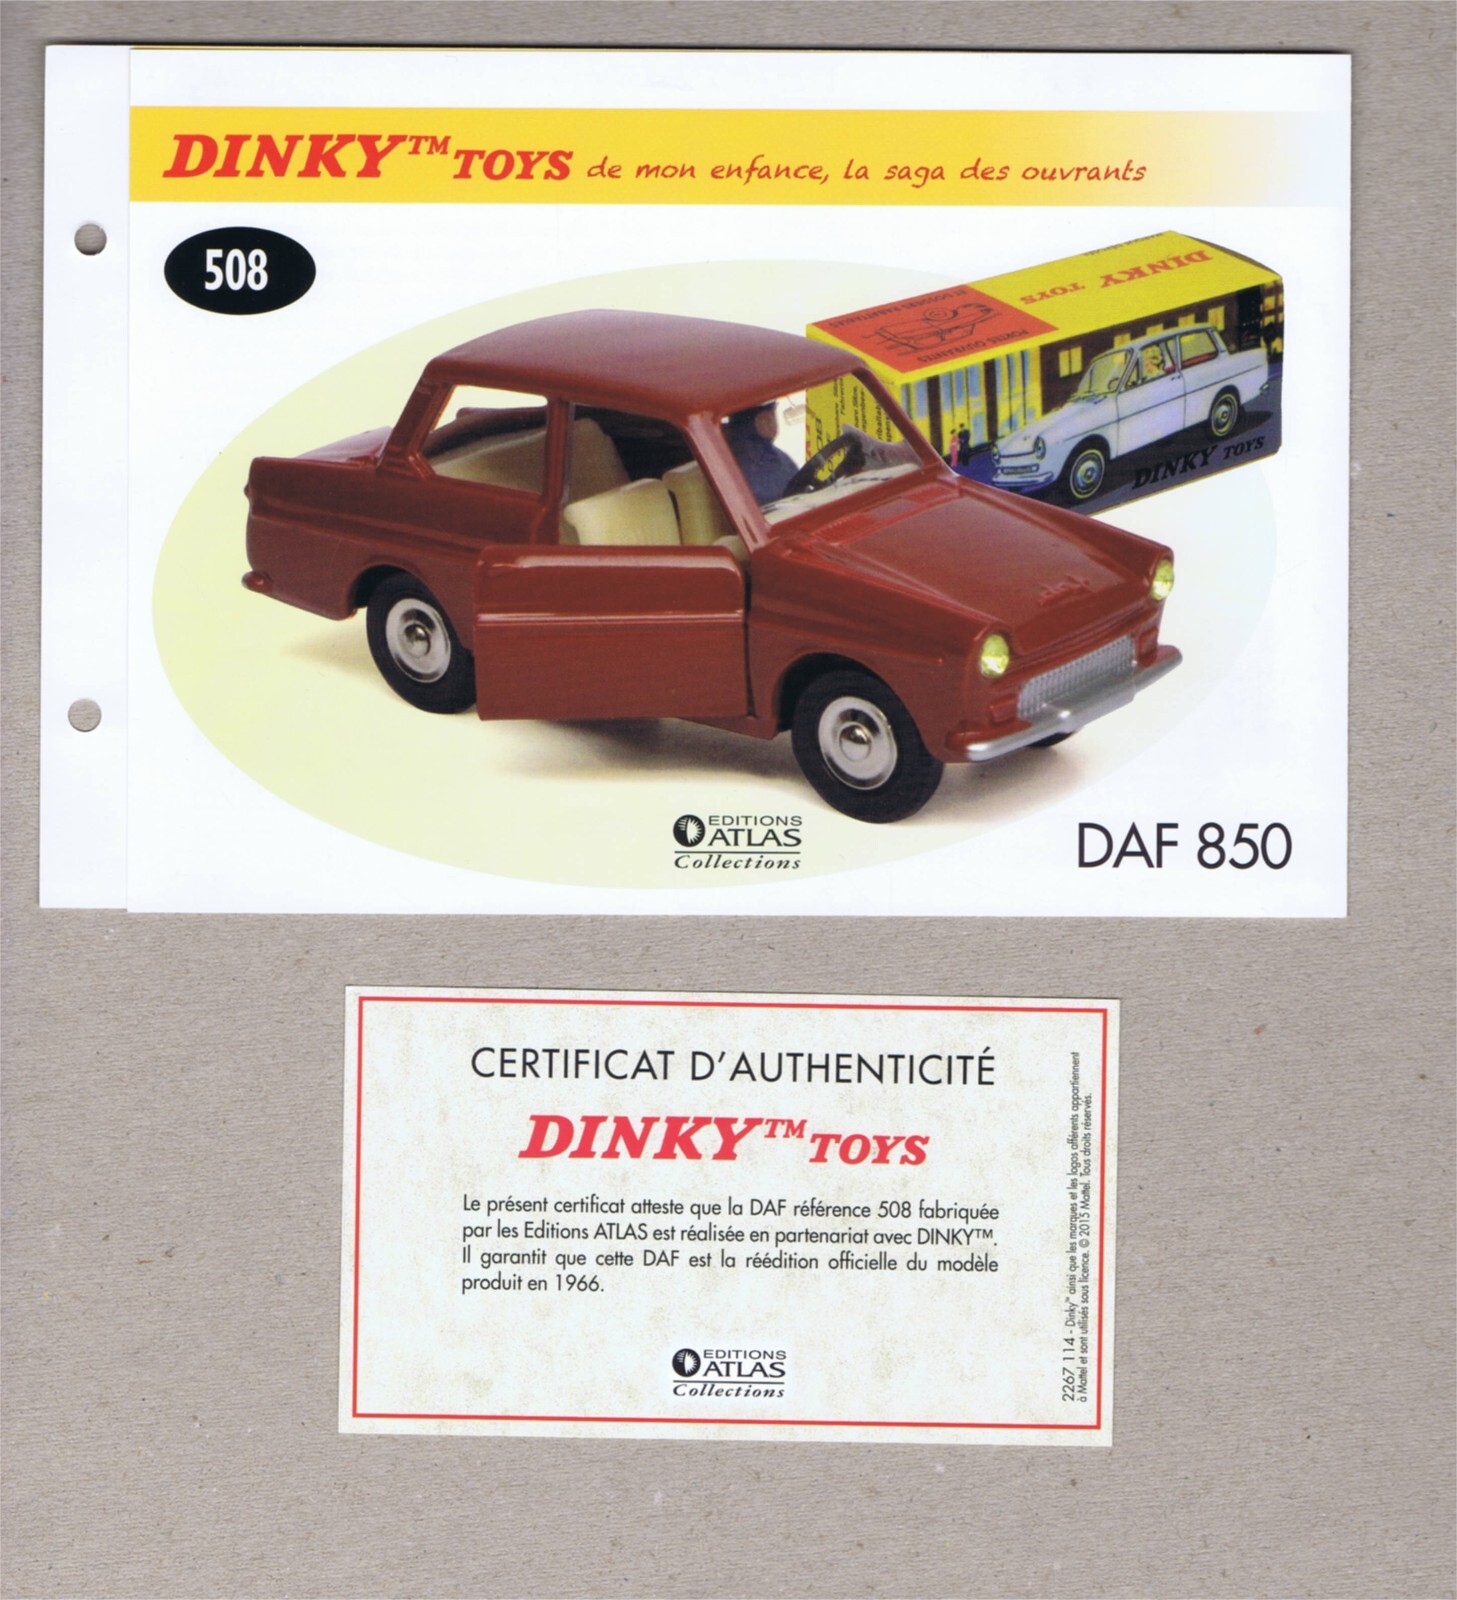 DINKY™ TOYS de mon enfance, la saga des ouvrants
508
DINKY TOYS
PORTES OUVRANTES
DINKY TOYS
daf
EDITIONS
ATLAS
Collections
DAF 850
CERTIFICAT D'AUTHENTICITÉ
DINKY™ TOYS
Le présent certificat atteste que la DAF référence 508 fabriquée
par les Editions ATLAS est réalisée en partenariat avec DINKY™.
Il garantit que cette DAF est la réédition officielle du modèle
produit en 1966.
EDITIONS
ATLAS
Collections
2267 114 - Dinky™ ainsi que les marques et les logos afférents appartiennent
à Mattel et sont utilisés sous licence. © 2015 Mattel. Tous droits réservés.